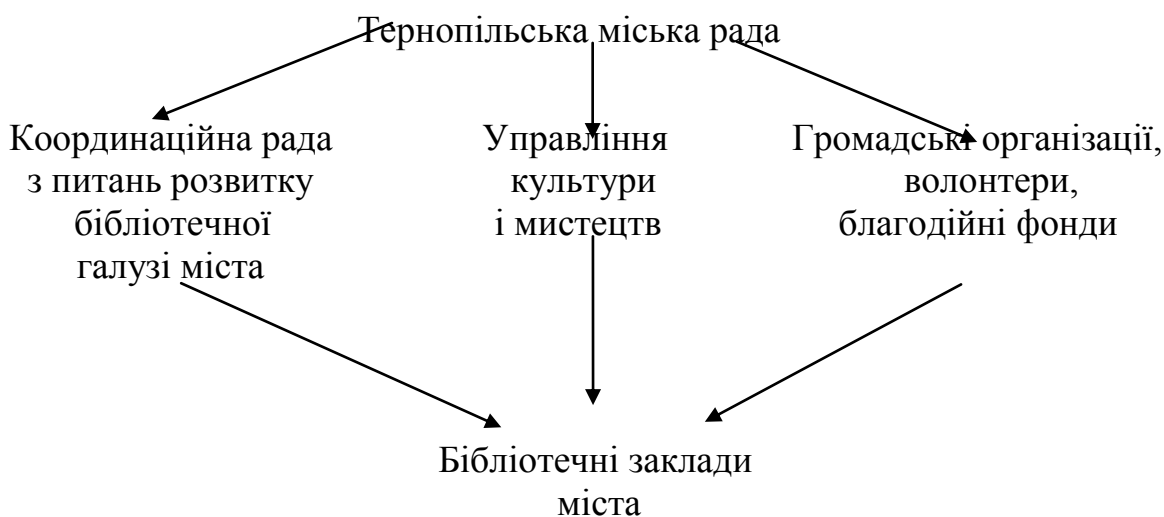 Тернопільська міська рада
Координаційна рада
з питань розвитку
бібліотечної
галузі міста
Управління
культури
і мистецтв
Громадські організації,
волонтери,
благодійні фонди
Бібліотечні заклади
міста